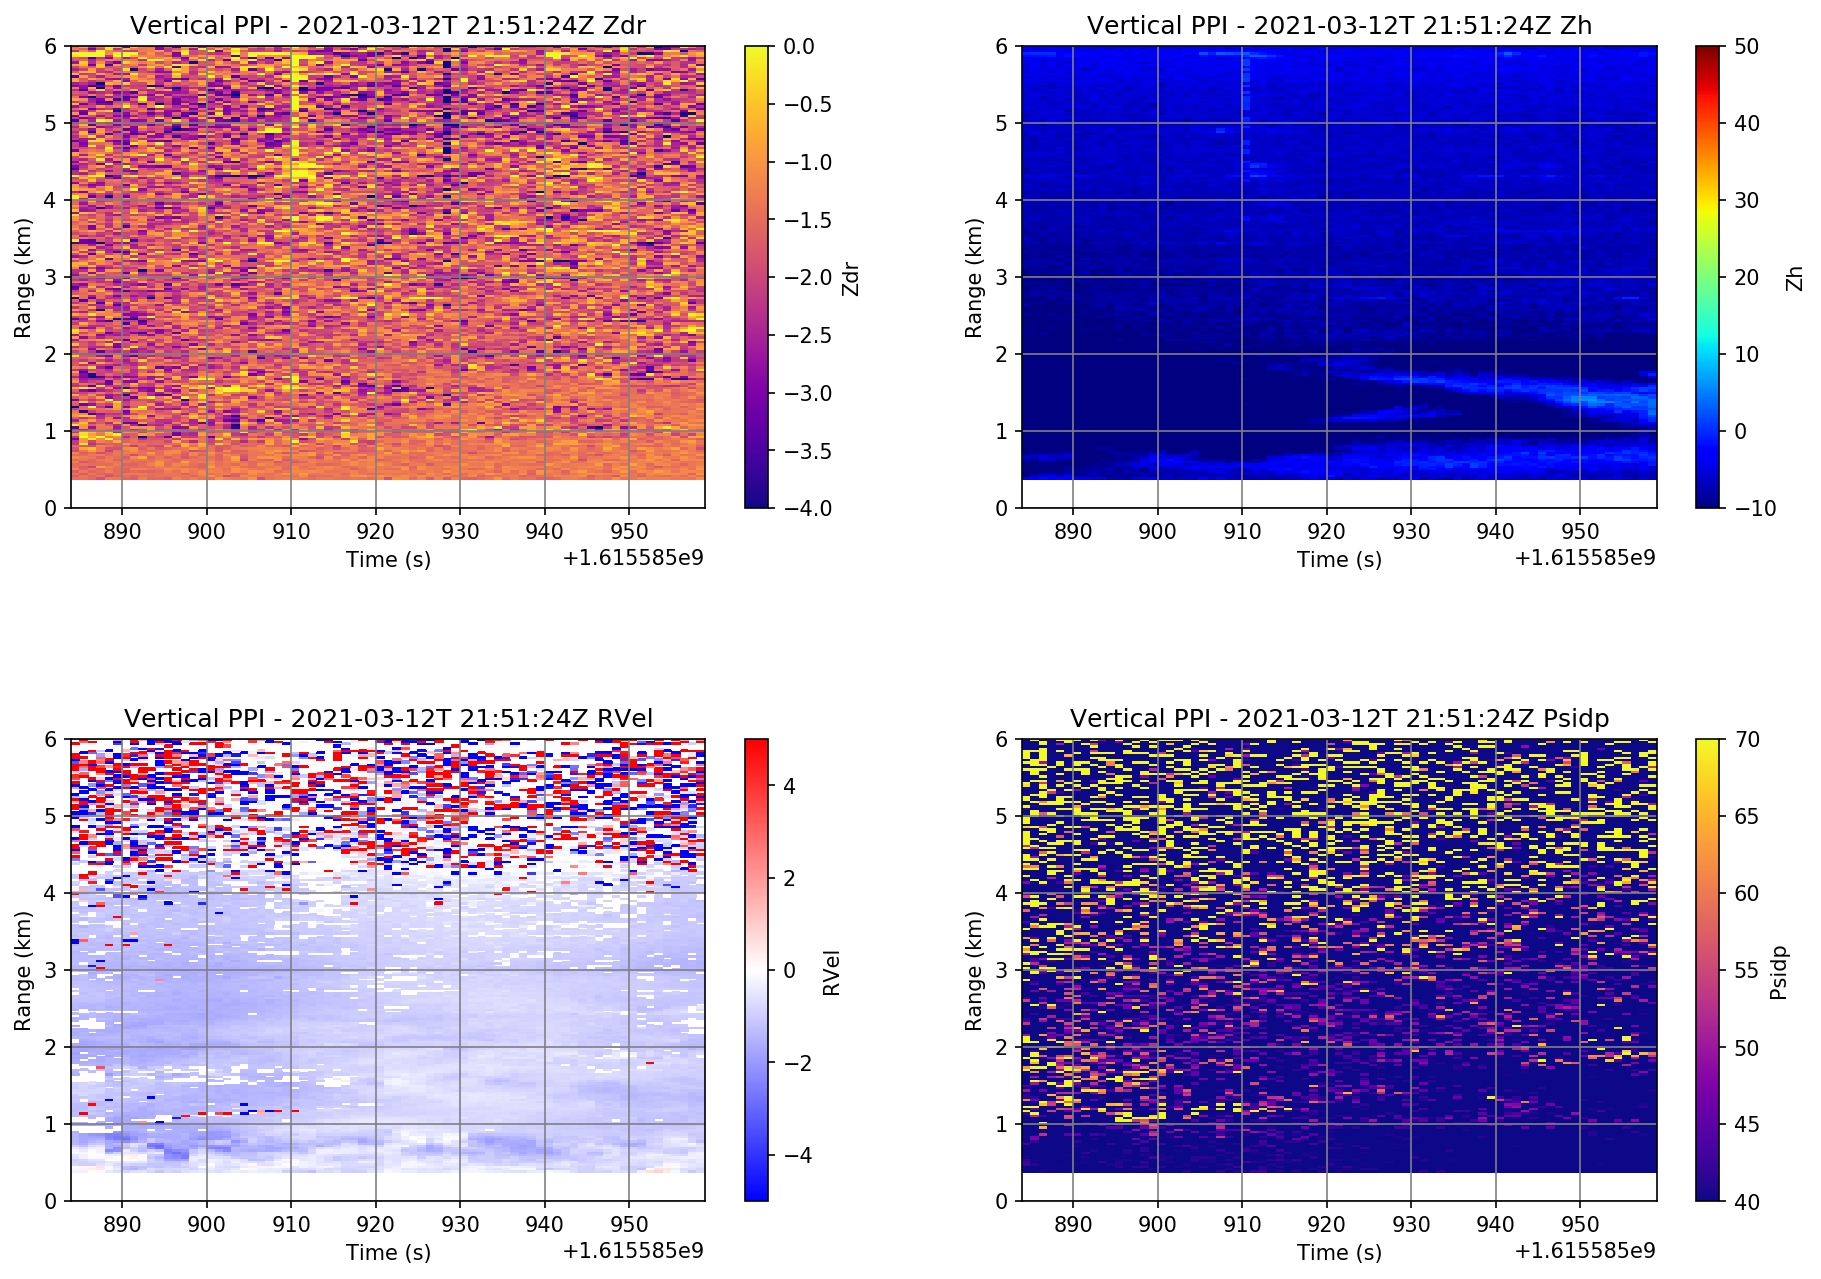 Vertical PPI - 2021-03-12T 21:51:24Z Zdr
6
5
4
3
2
1
0
Range (km)
890 900 910 920 930 940 950
Time (s)
+1.615585e9
0.0
−0.5
−1.0
−1.5
−2.0
−2.5
−3.0
−3.5
−4.0
Zdr
Vertical PPI - 2021-03-12T 21:51:24Z Zh
6
5
4
3
2
1
0
Range (km)
890 900 910 920 930 940 950
Time (s)
+1.615585e9
50
40
30
20
10
0
−10
Zh
Vertical PPI - 2021-03-12T 21:51:24Z RVel
6
5
4
3
2
1
0
Range (km)
890 900 910 920 930 940 950
Time (s)
+1.615585e9
4
2
0
−2
−4
RVel
Vertical PPI - 2021-03-12T 21:51:24Z Psidp
6
5
4
3
2
1
0
Range (km)
890 900 910 920 930 940 950
Time (s)
+1.615585e9
70
65
60
55
50
45
40
Psidp